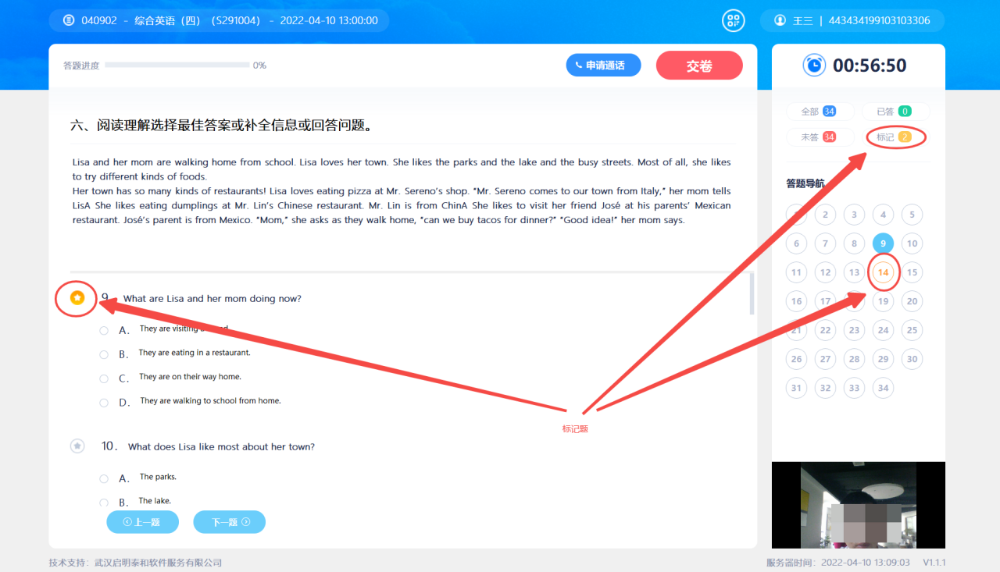 040902 - 综合英语（四）（S291004） - 2022-04-10 13:00:00
王三 | 443434199103103306
答题进度 0%
申请通话
交卷
00:56:50
全部 34 已答 0
未答 34 标记 2
六、阅读理解选择最佳答案或补全信息或回答问题。
Lisa and her mom are walking home from school. Lisa loves her town. She likes the parks and the lake and the busy streets. Most of all, she likes
to try different kinds of foods.
Her town has so many kinds of restaurants! Lisa loves eating pizza at Mr. Sereno's shop. "Mr. Sereno comes to our town from Italy," her mom tells
LisA She likes eating dumplings at Mr. Lin's Chinese restaurant. Mr. Lin is from ChinA She likes to visit her friend José at his parents' Mexican
restaurant. José's parent is from Mexico. "Mom," she asks as they walk home, "can we buy tacos for dinner?" "Good idea!" her mom says.
9. What are Lisa and her mom doing now?
A. They are visiting
B. They are eating in a restaurant.
C. They are on their way home.
D. They are walking to school from home.
标记题
10. What does Lisa like most about her town?
A. The parks.
B. The lake.
上一题 下一题
答题导航
2 3 4 5
6 7 8 9 10
11 12 13 14 15
16 17 19 20
21 22 23 24 25
26 27 28 29 30
31 32 33 34
技术支持：武汉启明泰和软件服务有限公司
服务器时间：2022-04-10 13:09:03 V1.1.1